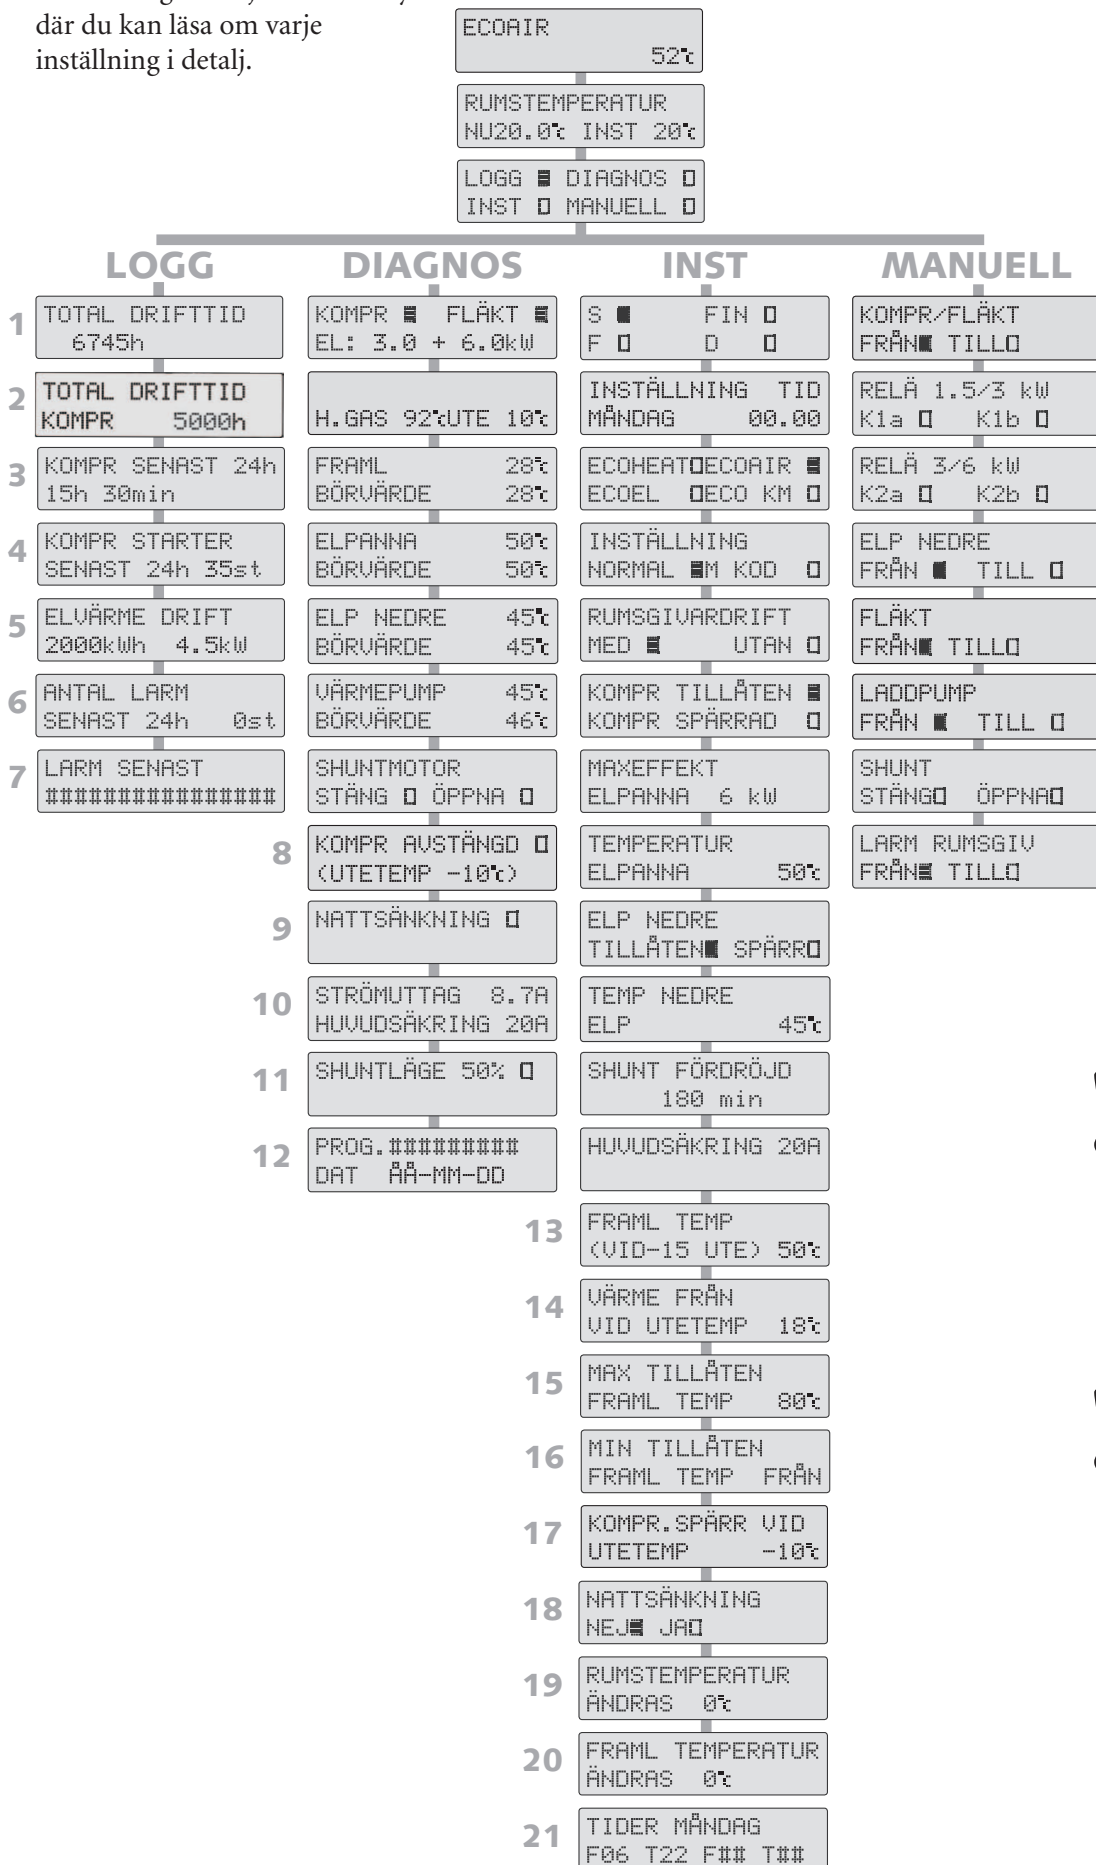 där du kan läsa om varje
inställning i detalj.
ECOAIR
52°c
RUMSTEMPERATUR
NU20.0°c INST 20°c
LOGG DIAGNOS
INST MANUELL
LOGG DIAGNOS INST MANUELL
LOGG
1
TOTAL DRIFTTID
6745h
2
TOTAL DRIFTTID
KOMPR 5000h
3
KOMPR SENAST 24h
15h 30min
4
KOMPR STARTER
SENAST 24h 35st
5
ELVÄRME DRIFT
2000kWh 4.5kW
6
ANTAL LARM
SENAST 24h 0st
7
LARM SENAST
################
KOMPR FLÄKT
EL: 3.0 + 6.0kW
H.GAS 92°cUTE 10°c
FRAML 28°c
BÖRVÄRDE 28°c
ELPANNA 50°c
BÖRVÄRDE 50°c
ELP NEDRE 45°c
BÖRVÄRDE 45°c
VÄRMEPUMP 45°c
BÖRVÄRDE 46°c
SHUNTMOTOR
STÄNG ÖPPNA
8
KOMPR AVSTÄNGD
(UTETEMP -10°c)
9
NATTSÄNKNING
10
STRÖMUTTAG 8.7A
HUVUDSÄKRING 20A
11
SHUNTLÄGE 50%
12
PROG.#########
DAT ÅÅ-MM-DD
S FIN
F D
INSTÄLLNING TID
MÅNDAG 00.00
ECOHEAT ECOAIR
ECOEL ECO KM
INSTÄLLNING
NORMAL M KOD
RUMSGIVARDRIFT
MED UTAN
KOMPR TILLÅTEN
KOMPR SPÄRRAD
MAXEFFEKT
ELPANNA 6 kW
TEMPERATUR
ELPANNA 50°c
ELP NEDRE
TILLÅTEN SPÄRR
TEMP NEDRE
ELP 45°c
SHUNT FÖRDRÖJD
180 min
HUVUDSÄKRING 20A
13
FRAML TEMP
(VID-15 UTE) 50°c
14
VÄRME FRÅN
VID UTETEMP 18°c
15
MAX TILLÅTEN
FRAML TEMP 80°c
16
MIN TILLÅTEN
FRAML TEMP FRÅN
17
KOMPR.SPÄRR VID
UTETEMP -10°c
18
NATTSÄNKNING
NEJ JA
19
RUMSTEMPERATUR
ÄNDRAS 0°c
20
FRAML TEMPERATUR
ÄNDRAS 0°c
21
TIDER MÅNDAG
F06 T22 F## T##
KOMPR/FLÄKT
FRÅN TILL
RELÄ 1.5/3 kW
K1a K1b
RELÄ 3/6 kW
K2a K2b
ELP NEDRE
FRÅN TILL
FLÄKT
FRÅN TILL
LADDPUMP
FRÅN TILL
SHUNT
STÄNG ÖPPNA
LARM RUMSGIV
FRÅN TILL